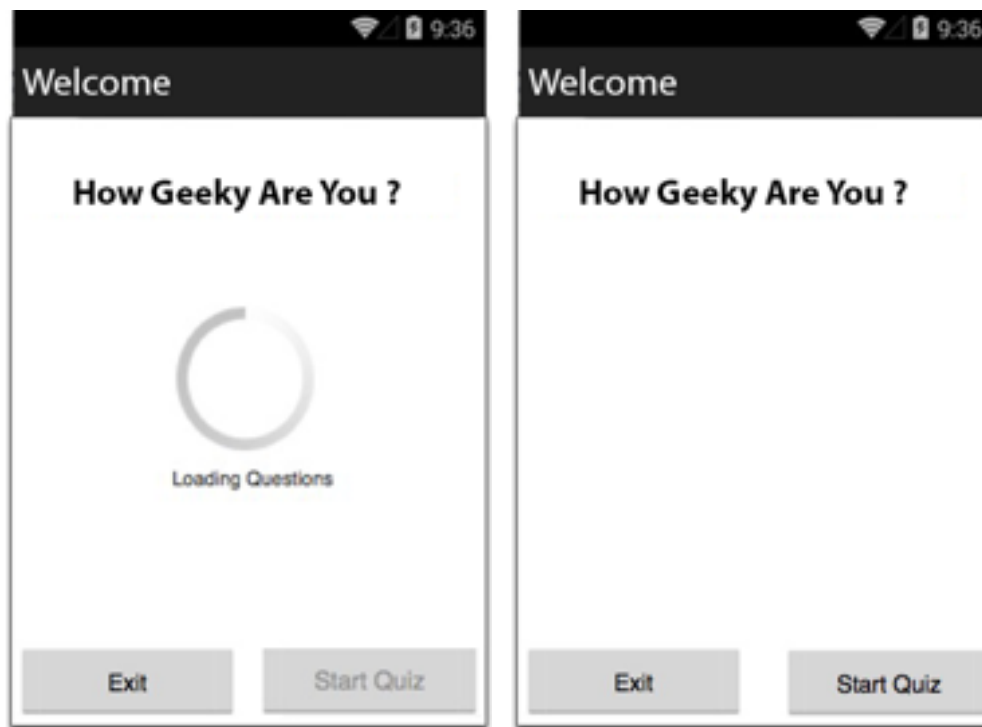 9:36
Welcome
How Geeky Are You ?
Loading Questions
Exit
Start Quiz
9:36
Welcome
How Geeky Are You ?
Exit
Start Quiz